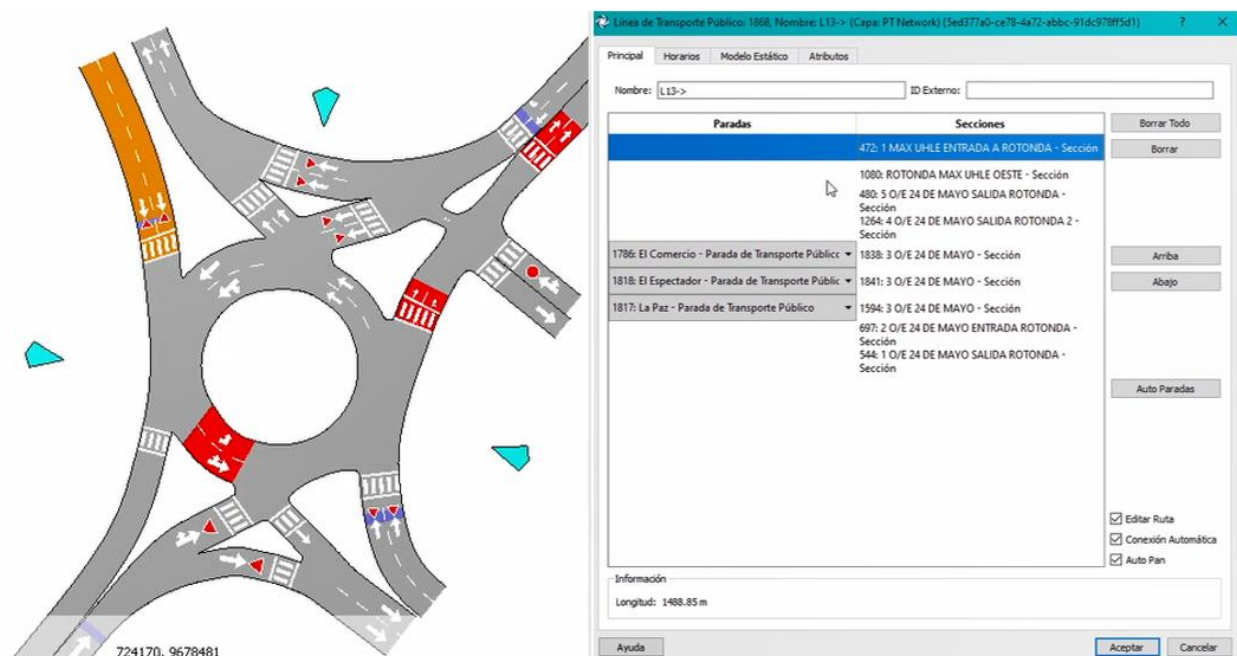 Línea de Transporte Público: 1868, Nombre: L13-> (Capa: PT Network) {5ed377a0-ce78-4a72-abbc-91dc978ff5d1}
? X
Principal Horarios Modelo Estático Atributos
Nombre: L13-> ID Externo:
Paradas Secciones Borrar Todo
472: 1 MAX UHLE ENTRADA A ROTONDA - Sección Borrar
1080: ROTONDA MAX UHLE OESTE - Sección
480: 5 O/E 24 DE MAYO SALIDA ROTONDA -
Sección
1264: 4 O/E 24 DE MAYO SALIDA ROTONDA 2 -
Sección
1786: El Comercio - Parada de Transporte Públicc 1838: 3 O/E 24 DE MAYO - Sección Arriba
1818: El Espectador - Parada de Transporte Públic 1841: 3 O/E 24 DE MAYO - Sección Abajo
1817: La Paz - Parada de Transporte Público 1594: 3 O/E 24 DE MAYO - Sección
697: 2 O/E 24 DE MAYO ENTRADA ROTONDA -
Sección
544: 1 O/E 24 DE MAYO SALIDA ROTONDA -
Sección
Auto Paradas
Editar Ruta
Conexión Automática
Auto Pan
Información
Longitud: 1488.85 m
724170, 9678481
Ayuda Aceptar Cancelar